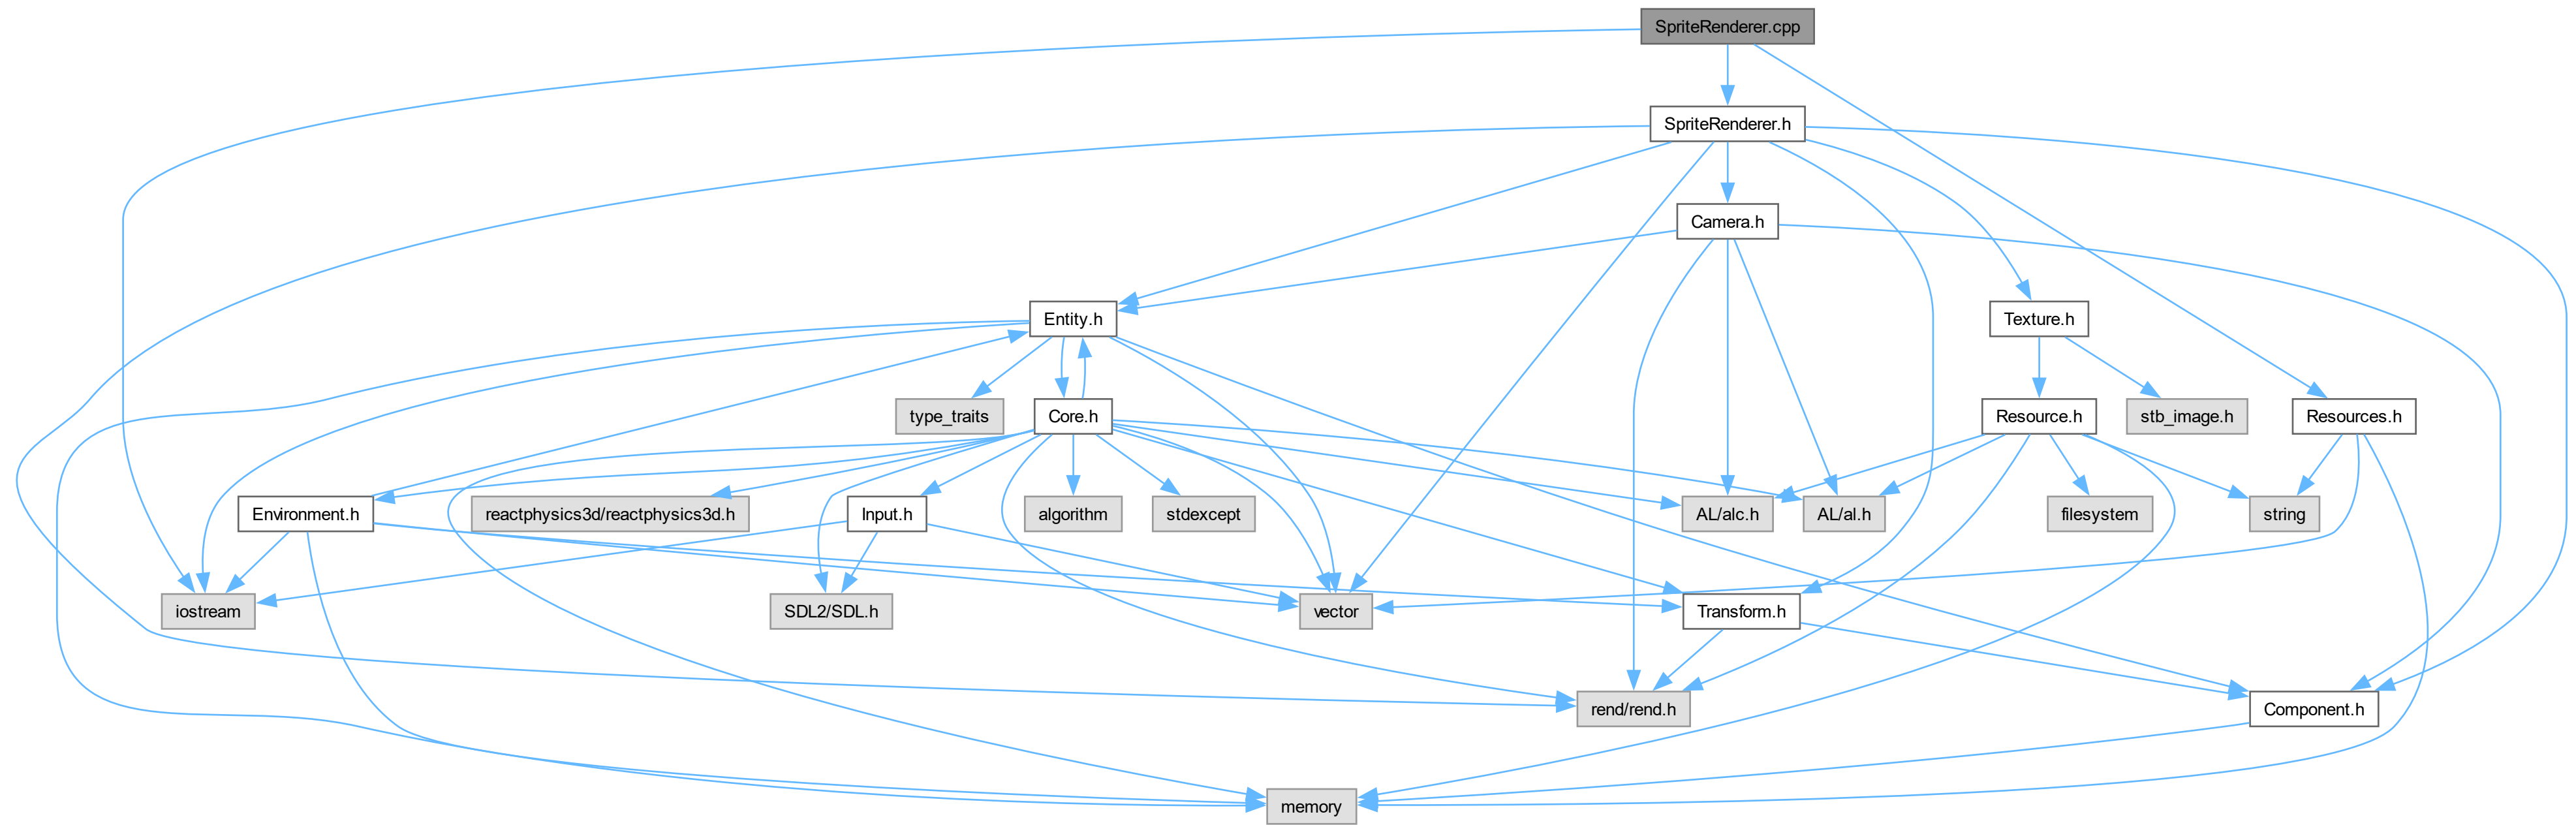 SpriteRenderer.cpp
SpriteRenderer.h
Camera.h
Entity.h
Texture.h
type_traits
Core.h
Resource.h
stb_image.h
Resources.h
Environment.h
reactphysics3d/reactphysics3d.h
Input.h
algorithm
stdexcept
AL/alc.h
AL/al.h
filesystem
string
iostream
SDL2/SDL.h
vector
Transform.h
rend/rend.h
Component.h
memory